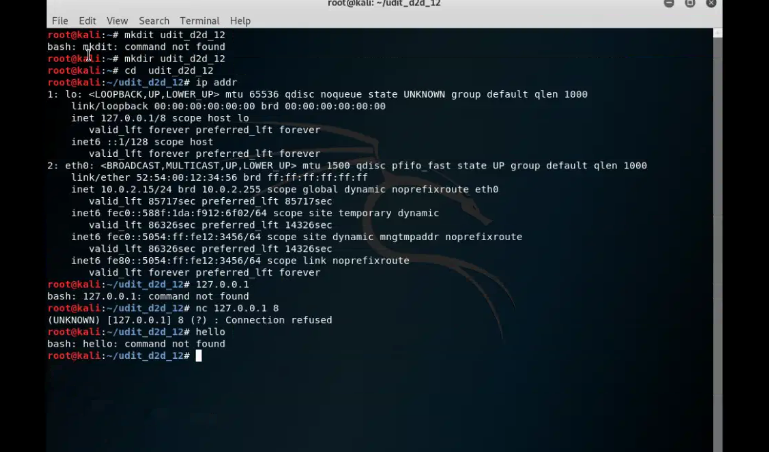 root@kali: ~/udit_d2d_12
File Edit View Search Terminal Help
root@kali:~# mkdit udit_d2d_12
bash: mkdit: command not found
root@kali:~# mkdir udit_d2d_12
root@kali:~# cd  udit_d2d_12
root@kali:~/udit_d2d_12# ip addr
1: lo: <LOOPBACK,UP,LOWER_UP> mtu 65536 qdisc noqueue state UNKNOWN group default qlen 1000
    link/loopback 00:00:00:00:00:00 brd 00:00:00:00:00:00
    inet 127.0.0.1/8 scope host lo
       valid_lft forever preferred_lft forever
    inet6 ::1/128 scope host
       valid_lft forever preferred_lft forever
2: eth0: <BROADCAST,MULTICAST,UP,LOWER_UP> mtu 1500 qdisc pfifo_fast state UP group default qlen 1000
    link/ether 52:54:00:12:34:56 brd ff:ff:ff:ff:ff:ff
    inet 10.0.2.15/24 brd 10.0.2.255 scope global dynamic noprefixroute eth0
       valid_lft 85717sec preferred_lft 85717sec
    inet6 fec0::588f:1da:f912:6f02/64 scope site temporary dynamic
       valid_lft 86326sec preferred_lft 14326sec
    inet6 fec0::5054:ff:fe12:3456/64 scope site dynamic mngtmpaddr noprefixroute
       valid_lft 86326sec preferred_lft 14326sec
    inet6 fe80::5054:ff:fe12:3456/64 scope link noprefixroute
       valid_lft forever preferred_lft forever
root@kali:~/udit_d2d_12# 127.0.0.1
bash: 127.0.0.1: command not found
root@kali:~/udit_d2d_12# nc 127.0.0.1 8
(UNKNOWN) [127.0.0.1] 8 (?) : Connection refused
root@kali:~/udit_d2d_12# hello
bash: hello: command not found
root@kali:~/udit_d2d_12#